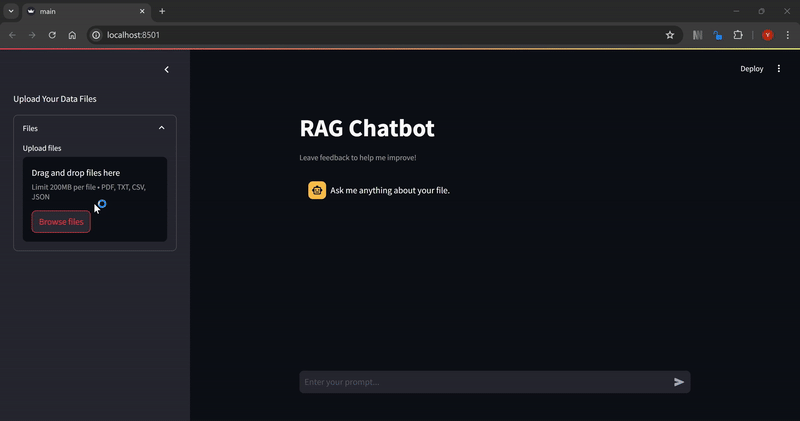 main
localhost:8501
Y
Deploy
Upload Your Data Files
Files
Upload files
Drag and drop files here
Limit 200MB per file • PDF, TXT, CSV,
JSON
Browse files
RAG Chatbot
Leave feedback to help me improve!
Ask me anything about your file.
Enter your prompt...